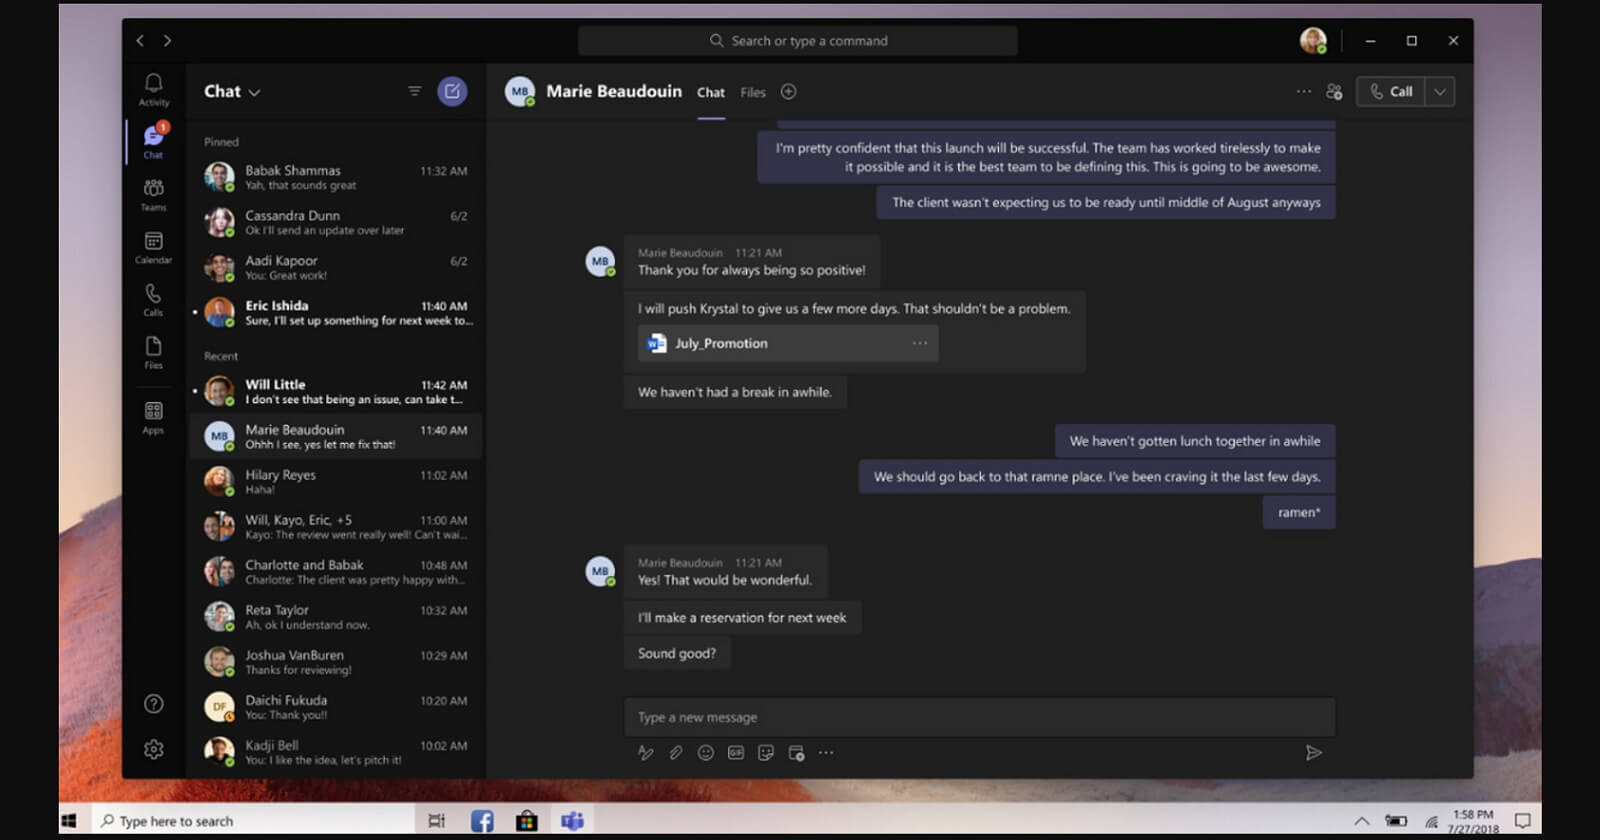 Search or type a command
Activity
1
Chat
Teams
Calendar
Calls
Files
Apps
Chat
Pinned
Babak Shammas 11:32 AM
Yah, that sounds great
Cassandra Dunn 6/2
Ok I'll send an update over later
Aadi Kapoor 6/2
You: Great work!
Eric Ishida 11:40 AM
Sure, I'll set up something for next week to...
Recent
Will Little 11:42 AM
I don't see that being an issue, can take t...
MB
Marie Beaudouin 11:40 AM
Ohhh I see, yes let me fix that!
Hilary Reyes 11:02 AM
Haha!
Will, Kayo, Eric, +5 11:00 AM
Kayo: The review went really well! Can't wai...
Charlotte and Babak 10:48 AM
Charlotte: The client was pretty happy with...
Reta Taylor 10:32 AM
Ah, ok I understand now.
Joshua VanBuren 10:29 AM
Thanks for reviewing!
DF
Daichi Fukuda 10:20 AM
You: Thank you!!
Kadji Bell 10:02 AM
You: I like the idea, let's pitch it!
MB Marie Beaudouin Chat Files
Call
I'm pretty confident that this launch will be successful. The team has worked tirelessly to make
it possible and it is the best team to be defining this. This is going to be awesome.
The client wasn't expecting us to be ready until middle of August anyways
MB
Marie Beaudouin 11:21 AM
Thank you for always being so positive!
I will push Krystal to give us a few more days. That shouldn't be a problem.
W July_Promotion
We haven't had a break in awhile.
We haven't gotten lunch together in awhile
We should go back to that ramne place. I've been craving it the last few days.
ramen*
MB
Marie Beaudouin 11:21 AM
Yes! That would be wonderful.
I'll make a reservation for next week
Sound good?
Type a new message
GIF
Type here to search
1:58 PM
7/27/2018